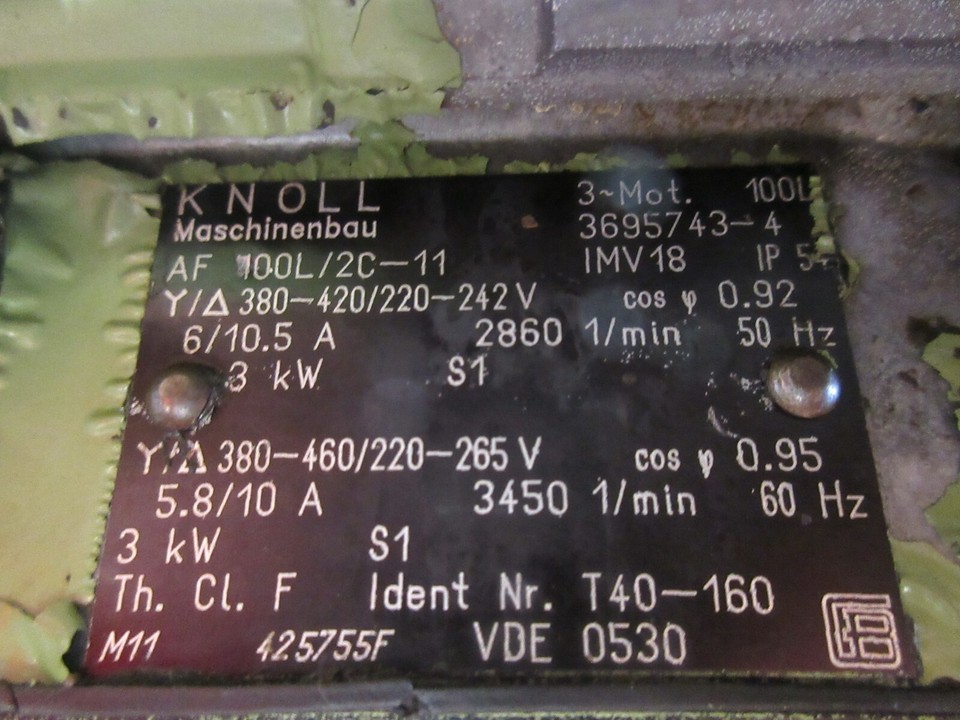 KNOLL 3~Mot. 100L
Maschinenbau 3695743-4
AF 100L/2C-11 IMV18 IP
Y/Δ 380-420/220-242 V cos φ 0.92
6/10.5 A 2860 1/min 50 Hz
3 kW S1
Y/Δ 380-460/220-265 V cos φ 0.95
5.8/10 A 3450 1/min 60 Hz
3 kW S1
Th. Cl. F Ident Nr. T40-160
M11 425755F VDE 0530